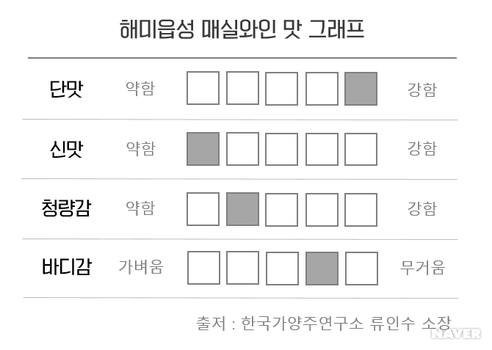 해미읍성 매실와인 맛 그래프
단맛 약함 강함
신맛 약함 강함
청량감 약함 강함
바디감 가벼움 무거움
출저 : 한국가양주연구소 류인수 소장
NAVER